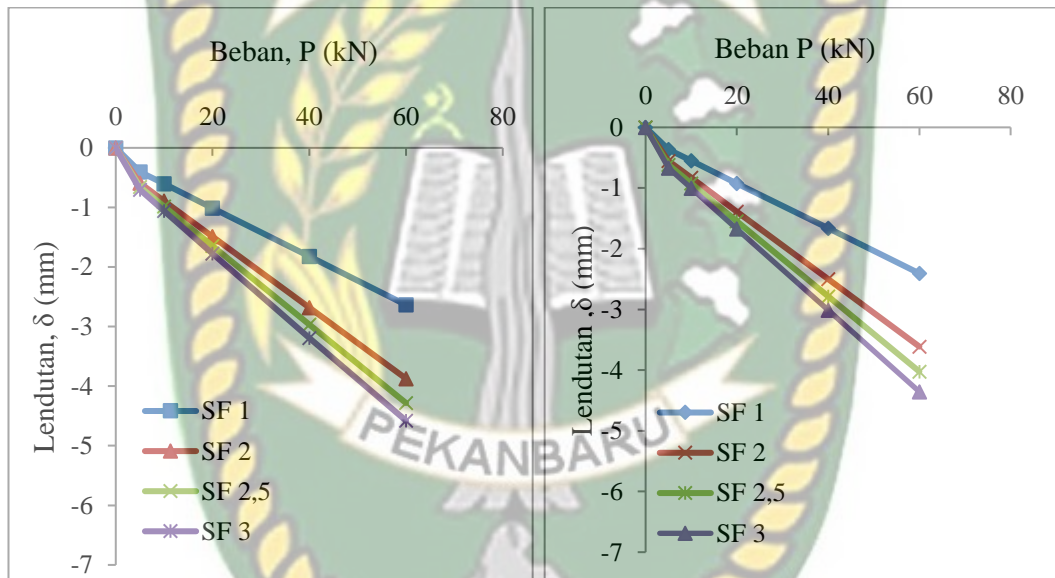 Beban, P (kN)
0 20 40 60 80
0
-1
-2
-3
-4
-5
-6
-7
Lendutan, δ (mm)
SF 1
SF 2
SF 2,5
SF 3
Beban P (kN)
0 20 40 60 80
0
-1
-2
-3
-4
-5
-6
-7
Lendutan ,δ (mm)
SF 1
SF 2
SF 2,5
SF 3
PEKANBARU